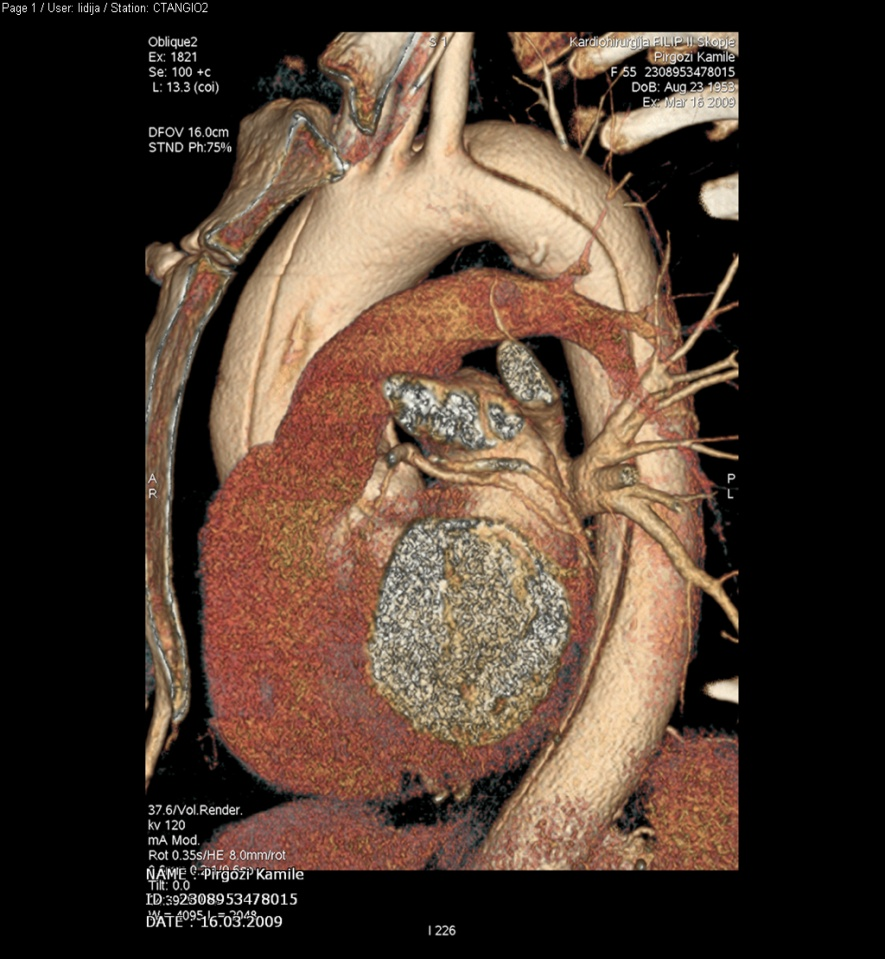 Page 1 / User: lidija / Station: CTANGIO2
Oblique2
Ex: 1821
Se: 100 +c
L: 13.3 (coi)
DFOV 16.0cm
STND Ph:75%
S 1
Kardiohirurgija FILIP II Skopje
Pirgozi Kamile
F 55 2308953478015
DoB: Aug 23 1953
Ex: Mar 16 2009
A
R
P
L
37.6/Vol.Render.
kv 120
mA Mod.
Rot 0.35s/HE 8.0mm/rot
NAME : Pirgozi Kamile
Tilt: 0.0
ID : 2308953478015
W = 4095 L = 2048
DATE : 16.03.2009
I 226